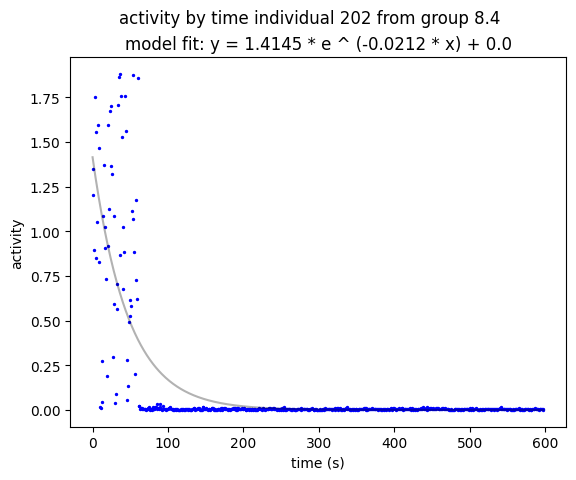 activity by time individual 202 from group 8.4
model fit: y = 1.4145 * e ^ (-0.0212 * x) + 0.0
1.75
1.50
1.25
1.00
0.75
0.50
0.25
0.00
activity
0 100 200 300 400 500 600
time (s)